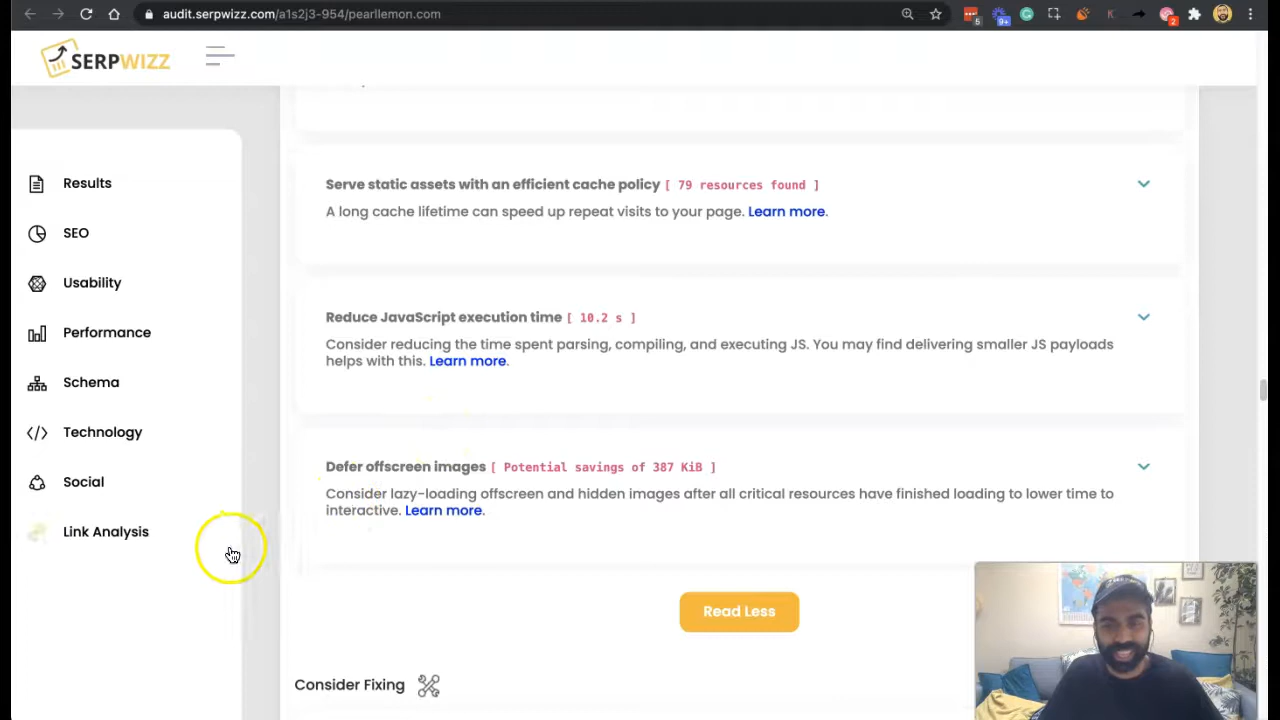 audit.serpwizz.com/a1s2j3-954/pearllemon.com
5
9+
K
2
SERPWIZZ
Results
SEO
Usability
Performance
Schema
Technology
Social
Link Analysis
Serve static assets with an efficient cache policy [ 79 resources found ]
A long cache lifetime can speed up repeat visits to your page. Learn more.
Reduce JavaScript execution time [ 10.2 s ]
Consider reducing the time spent parsing, compiling, and executing JS. You may find delivering smaller JS payloads
helps with this. Learn more.
Defer offscreen images [ Potential savings of 387 KiB ]
Consider lazy-loading offscreen and hidden images after all critical resources have finished loading to lower time to
interactive. Learn more.
Read Less
Consider Fixing